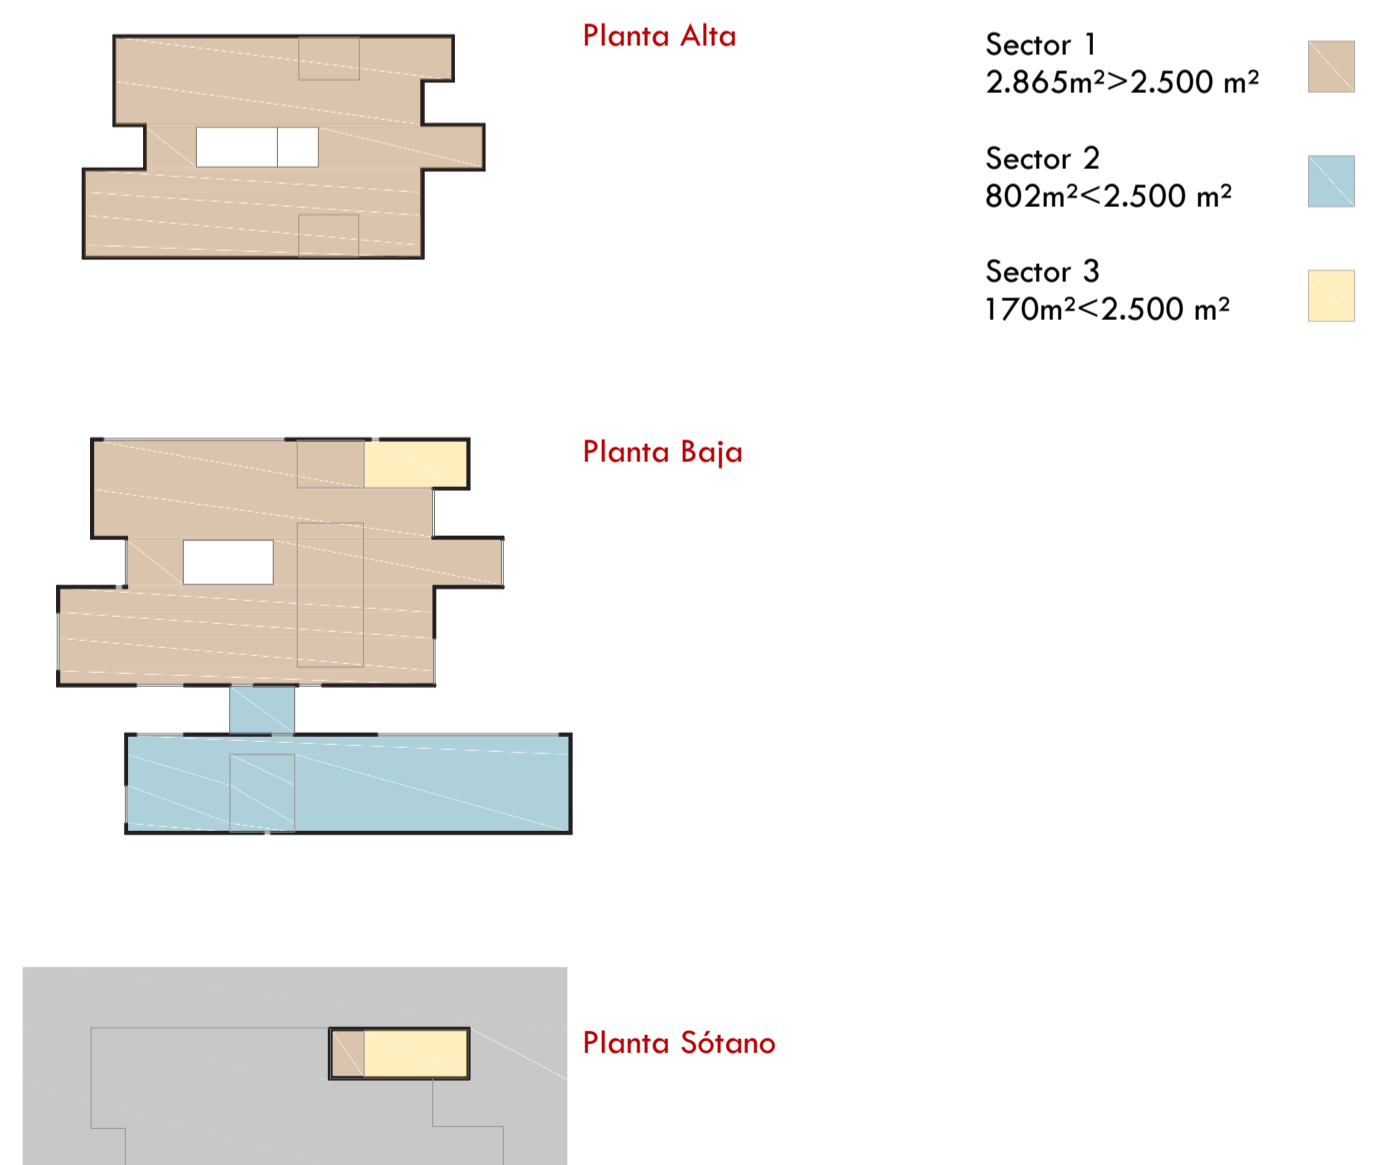 Planta Alta
Sector 1
2.865m²>2.500 m²
Sector 2
802m²<2.500 m²
Sector 3
170m²<2.500 m²
Planta Baja
Planta Sótano